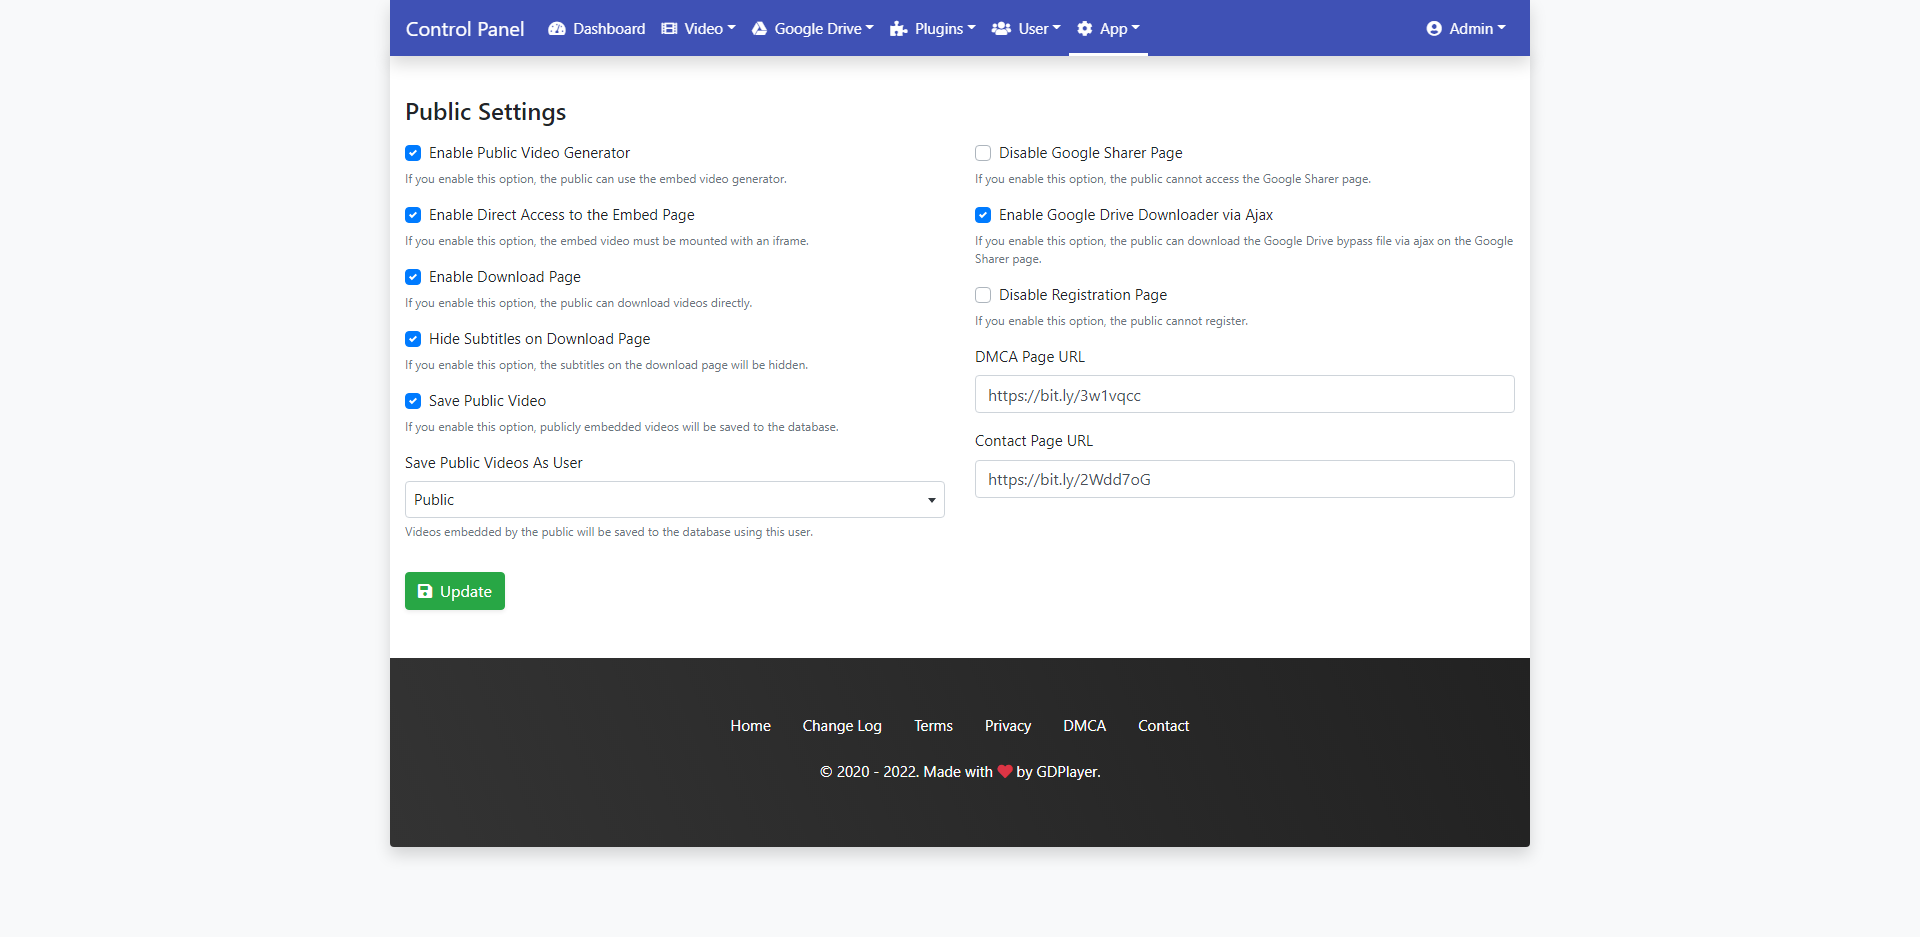 Control Panel
Dashboard
Video
Google Drive
Plugins
User
App
Admin
Public Settings
Enable Public Video Generator
If you enable this option, the public can use the embed video generator.
Enable Direct Access to the Embed Page
If you enable this option, the embed video must be mounted with an iframe.
Enable Download Page
If you enable this option, the public can download videos directly.
Hide Subtitles on Download Page
If you enable this option, the subtitles on the download page will be hidden.
Save Public Video
If you enable this option, publicly embedded videos will be saved to the database.
Save Public Videos As User
Public
Videos embedded by the public will be saved to the database using this user.
Update
Disable Google Sharer Page
If you enable this option, the public cannot access the Google Sharer page.
Enable Google Drive Downloader via Ajax
If you enable this option, the public can download the Google Drive bypass file via ajax on the Google
Sharer page.
Disable Registration Page
If you enable this option, the public cannot register.
DMCA Page URL
https://bit.ly/3w1vqcc
Contact Page URL
https://bit.ly/2Wdd7oG
Home
Change Log
Terms
Privacy
DMCA
Contact
© 2020 - 2022. Made with ❤ by GDPlayer.